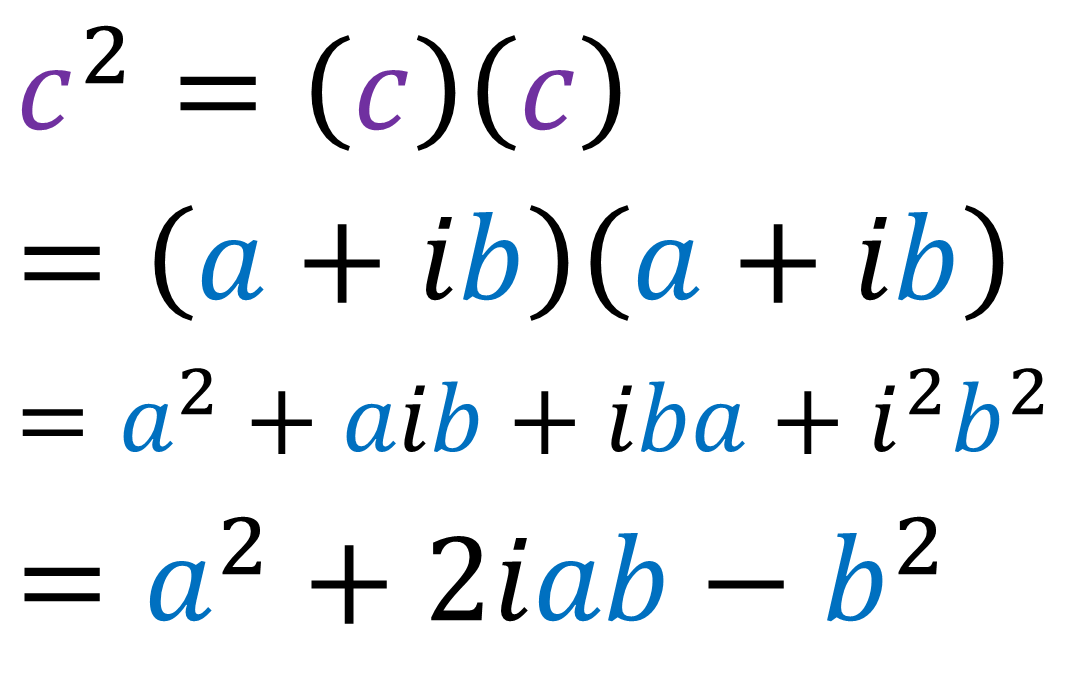 c² = (c)(c)
= (a + ib)(a + ib)
= a² + aib + iba + i²b²
= a² + 2iab − b²